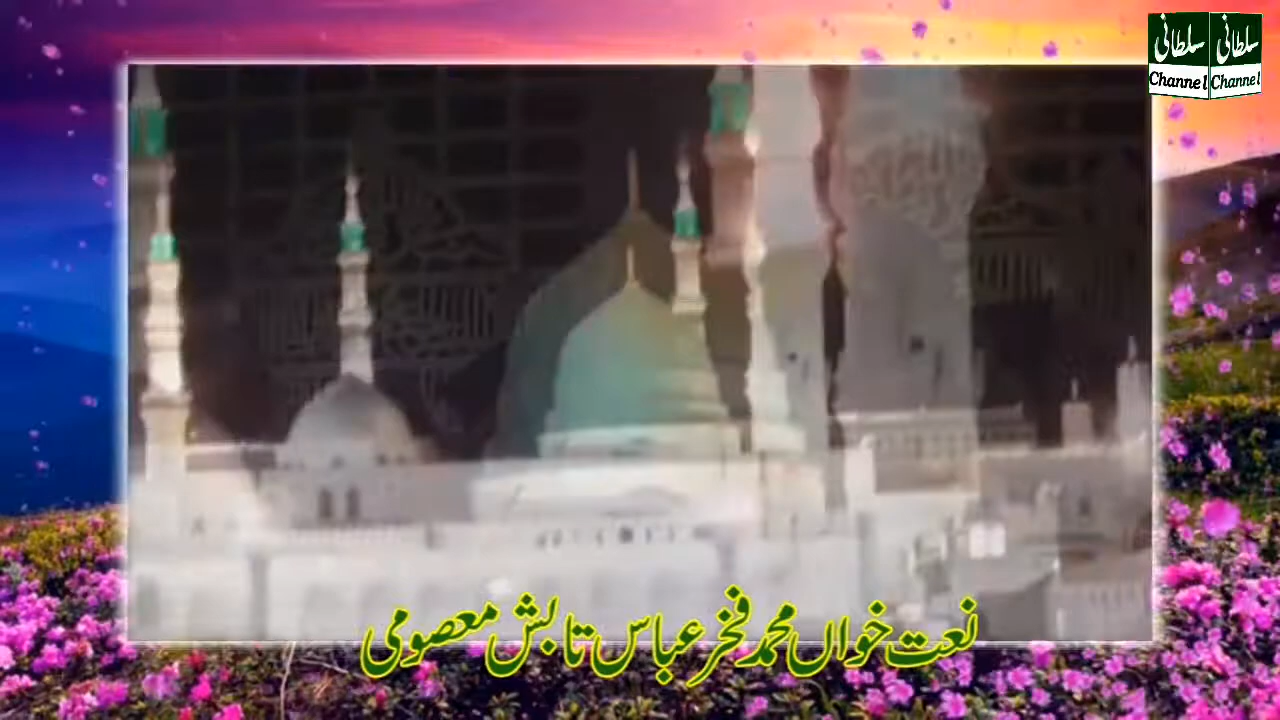 سلطانی سلطانی
Channel Channel
نعت خواں محمد فخر عباس تابش معصومی